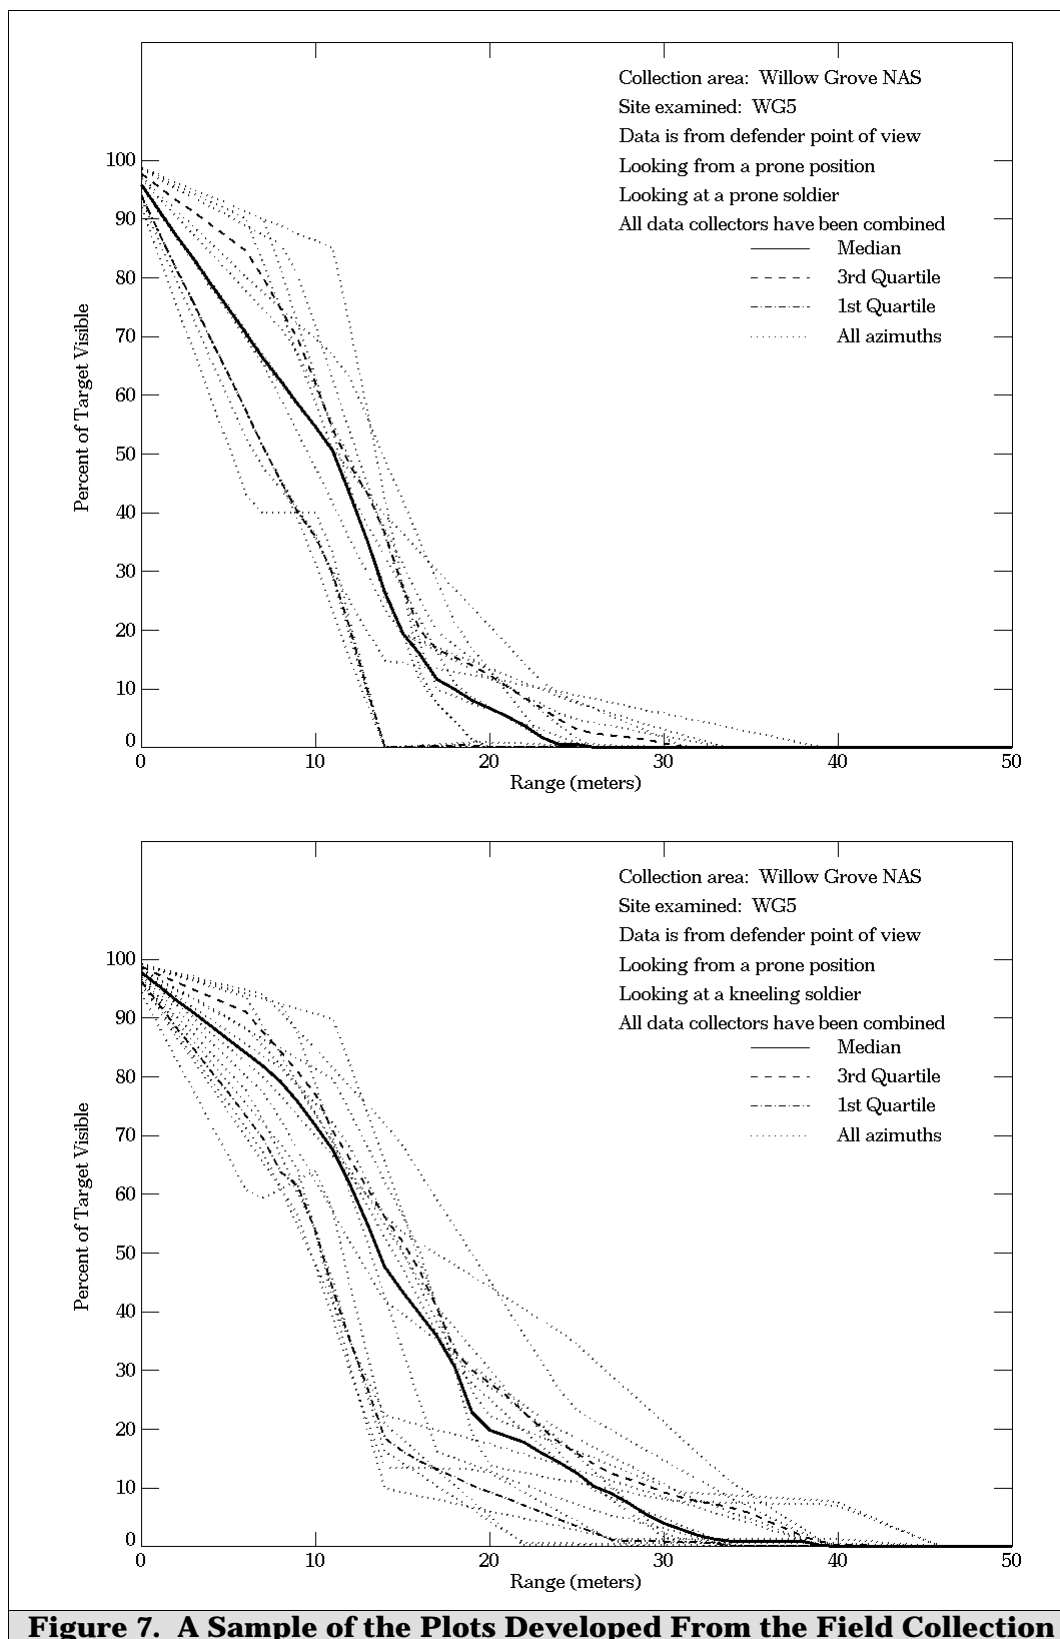 Collection area: Willow Grove NAS
Site examined: WG5
Data is from defender point of view
Looking from a prone position
Looking at a prone soldier
All data collectors have been combined
Median
3rd Quartile
1st Quartile
All azimuths
100
90
80
70
60
50
40
30
20
10
0
Percent of Target Visible
0 10 20 30 40 50
Range (meters)
Collection area: Willow Grove NAS
Site examined: WG5
Data is from defender point of view
Looking from a prone position
Looking at a kneeling soldier
All data collectors have been combined
Median
3rd Quartile
1st Quartile
All azimuths
100
90
80
70
60
50
40
30
20
10
0
Percent of Target Visible
0 10 20 30 40 50
Range (meters)
Figure 7. A Sample of the Plots Developed From the Field Collection